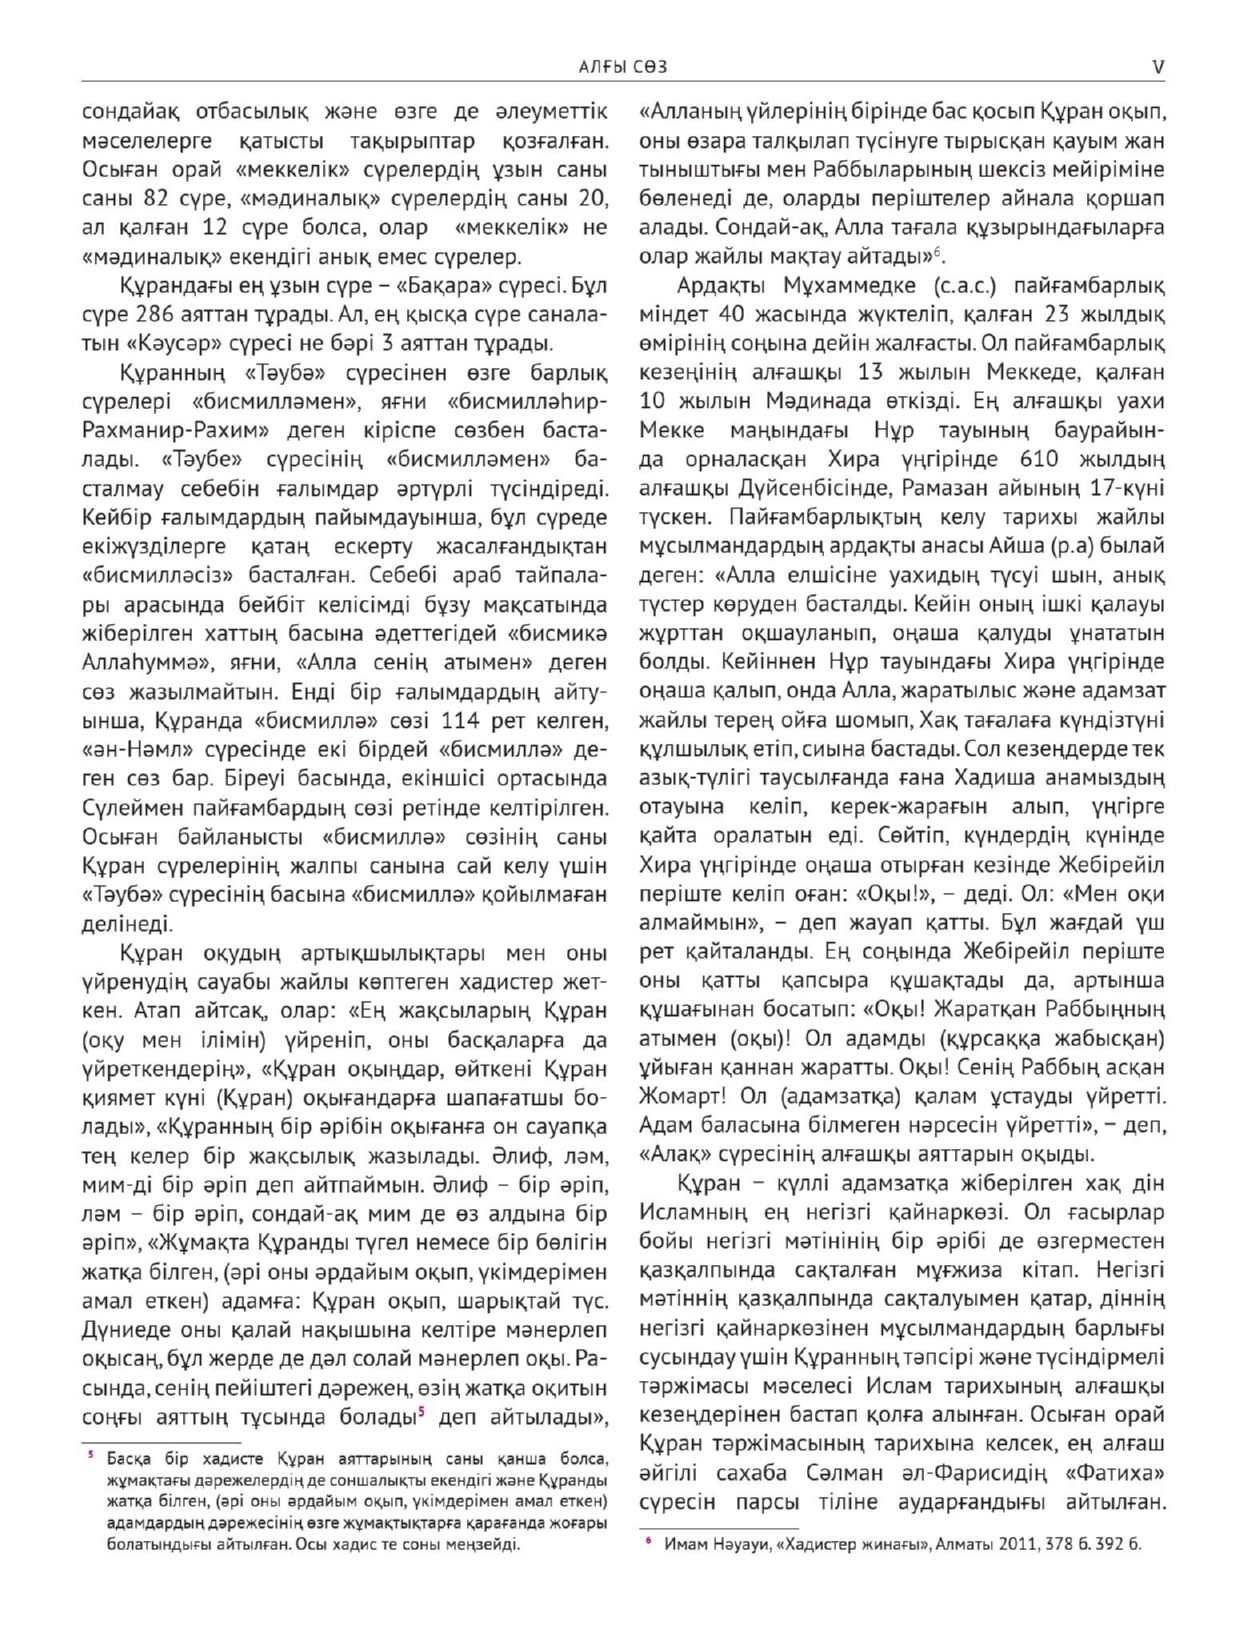 АЛҒЫ СӨЗ
V
сондайақ отбасылық және өзге де әлеуметтік
мәселелерге қатысты тақырыптар қозғалған.
Осыған орай «меккелік» сүрелердің ұзын саны
саны 82 сүре, «мәдиналық» сүрелердің саны 20,
ал қалған 12 сүре болса, олар «меккелік» не
«мәдиналық» екендігі анық емес сүрелер.
Құрандағы ең ұзын сүре – «Бақара» сүресі. Бұл
сүре 286 аяттан тұрады. Ал, ең қысқа сүре санала-
тын «Кәусәр» сүресі не бәрі 3 аяттан тұрады.
Құранның «Тәубә» сүресінен өзге барлық
сүрелері «бисмилләмен», яғни «бисмилләһир-
Рахманир-Рахим» деген кіріспе сөзбен баста-
лады. «Тәубе» сүресінің «бисмилләмен» ба-
сталмау себебін ғалымдар әртүрлі түсіндіреді.
Кейбір ғалымдардың пайымдауынша, бұл сүреде
екіжүзділерге қатаң ескерту жасалғандықтан
«бисмилләсіз» басталған. Себебі араб тайпала-
ры арасында бейбіт келісімді бұзу мақсатында
жіберілген хаттың басына әдеттегідей «бисмикә
Аллаһуммә», яғни, «Алла сенің атымен» деген
сөз жазылмайтын. Енді бір ғалымдардың айту-
ынша, Құранда «бисмиллә» сөзі 114 рет келген,
«ән-Нәмл» сүресінде екі бірдей «бисмиллә» де-
ген сөз бар. Біреуі басында, екіншісі ортасында
Сүлеймен пайғамбардың сөзі ретінде келтірілген.
Осыған байланысты «бисмиллә» сөзінің саны
Құран сүрелерінің жалпы санына сай келу үшін
«Тәубә» сүресінің басына «бисмиллә» қойылмаған
делінеді.
Құран оқудың артықшылықтары мен оны
үйренудің сауабы жайлы көптеген хадистер жет-
кен. Атап айтсақ, олар: «Ең жақсыларың Құран
(оқу мен ілімін) үйреніп, оны басқаларға да
үйреткендерің», «Құран оқыңдар, өйткені Құран
қиямет күні (Құран) оқығандарға шапағатшы бо-
лады», «Құранның бір әрібін оқығанға он сауапқа
тең келер бір жақсылық жазылады. Әлиф, ләм,
мим-ді бір әріп деп айтпаймын. Әлиф – бір әріп,
ләм – бір әріп, сондай-ақ мим де өз алдына бір
әріп», «Жұмақта Құранды түгел немесе бір бөлігін
жатқа білген, (әрі оны әрдайым оқып, үкімдерімен
амал еткен) адамға: Құран оқып, шарықтай түс.
Дүниеде оны қалай нақышына келтіре мәнерлеп
оқысаң, бұл жерде де дәл солай мәнерлеп оқы. Ра-
сында, сенің пейіштегі дәрежең, өзің жатқа оқитын
соңғы аяттың тұсында болады⁵ деп айтылады»,
⁵ Басқа бір хадисте Құран аяттарының саны қанша болса,
жұмақтағы дәрежелердің де соншалықты екендігі және Құранды
жатқа білген, (әрі оны әрдайым оқып, үкімдерімен амал еткен)
адамдардың дәрежесінің өзге жұмақтықтарға қарағанда жоғары
болатындығы айтылған. Осы хадис те соны меңзейді.
«Алланың үйлерінің бірінде бас қосып Құран оқып,
оны өзара талқылап түсінуге тырысқан қауым жан
тыныштығы мен Раббыларының шексіз мейіріміне
бөленеді де, оларды періштелер айнала қоршап
алады. Сондай-ақ, Алла тағала құзырындағыларға
олар жайлы мақтау айтады»⁶.
Ардақты Мұхаммедке (с.а.с.) пайғамбарлық
міндет 40 жасында жүктеліп, қалған 23 жылдық
өмірінің соңына дейін жалғасты. Ол пайғамбарлық
кезеңінің алғашқы 13 жылын Меккеде, қалған
10 жылын Мәдинада өткізді. Ең алғашқы уахи
Мекке маңындағы Нұр тауының баурайын-
да орналасқан Хира үңгірінде 610 жылдың
алғашқы Дүйсенбісінде, Рамазан айының 17-күні
түскен. Пайғамбарлықтың келу тарихы жайлы
мұсылмандардың ардақты анасы Айша (р.а) былай
деген: «Алла елшісіне уахидың түсуі шын, анық
түстер көруден басталды. Кейін оның ішкі қалауы
жұрттан оқшауланып, оңаша қалуды ұнататын
болды. Кейіннен Нұр тауындағы Хира үңгірінде
оңаша қалып, онда Алла, жаратылыс және адамзат
жайлы терең ойға шомып, Хақ тағалаға күндізтүні
құлшылық етіп, сиына бастады. Сол кезеңдерде тек
азық-түлігі таусылғанда ғана Хадиша анамыздың
отауына келіп, керек-жарағын алып, үңгірге
қайта оралатын еді. Сөйтіп, күндердің күнінде
Хира үңгірінде оңаша отырған кезінде Жебірейіл
періште келіп оған: «Оқы!», – деді. Ол: «Мен оқи
алмаймын», – деп жауап қатты. Бұл жағдай үш
рет қайталанды. Ең соңында Жебірейіл періште
оны қатты қапсыра құшақтады да, артынша
құшағынан босатып: «Оқы! Жаратқан Раббыңның
атымен (оқы)! Ол адамды (құрсаққа жабысқан)
ұйыған қаннан жаратты. Оқы! Сенің Раббың асқан
Жомарт! Ол (адамзатқа) қалам ұстауды үйретті.
Адам баласына білмеген нәрсесін үйретті», – деп,
«Алақ» сүресінің алғашқы аяттарын оқыды.
Құран – күллі адамзатқа жіберілген хақ дін
Исламның ең негізгі қайнаркөзі. Ол ғасырлар
бойы негізгі мәтінінің бір әрібі де өзгерместен
қазқалпында сақталған мұғжиза кітап. Негізгі
мәтіннің қазқалпында сақталуымен қатар, діннің
негізгі қайнаркөзінен мұсылмандардың барлығы
сусындау үшін Құранның тәпсірі және түсіндірмелі
тәржімасы мәселесі Ислам тарихының алғашқы
кезеңдерінен бастап қолға алынған. Осыған орай
Құран тәржімасының тарихына келсек, ең алғаш
әйгілі сахаба Сәлман әл-Фарисидің «Фатиха»
сүресін парсы тіліне аударғандығы айтылған.
⁶ Имам Нәуауи, «Хадистер жинағы», Алматы 2011, 378 б. 392 б.